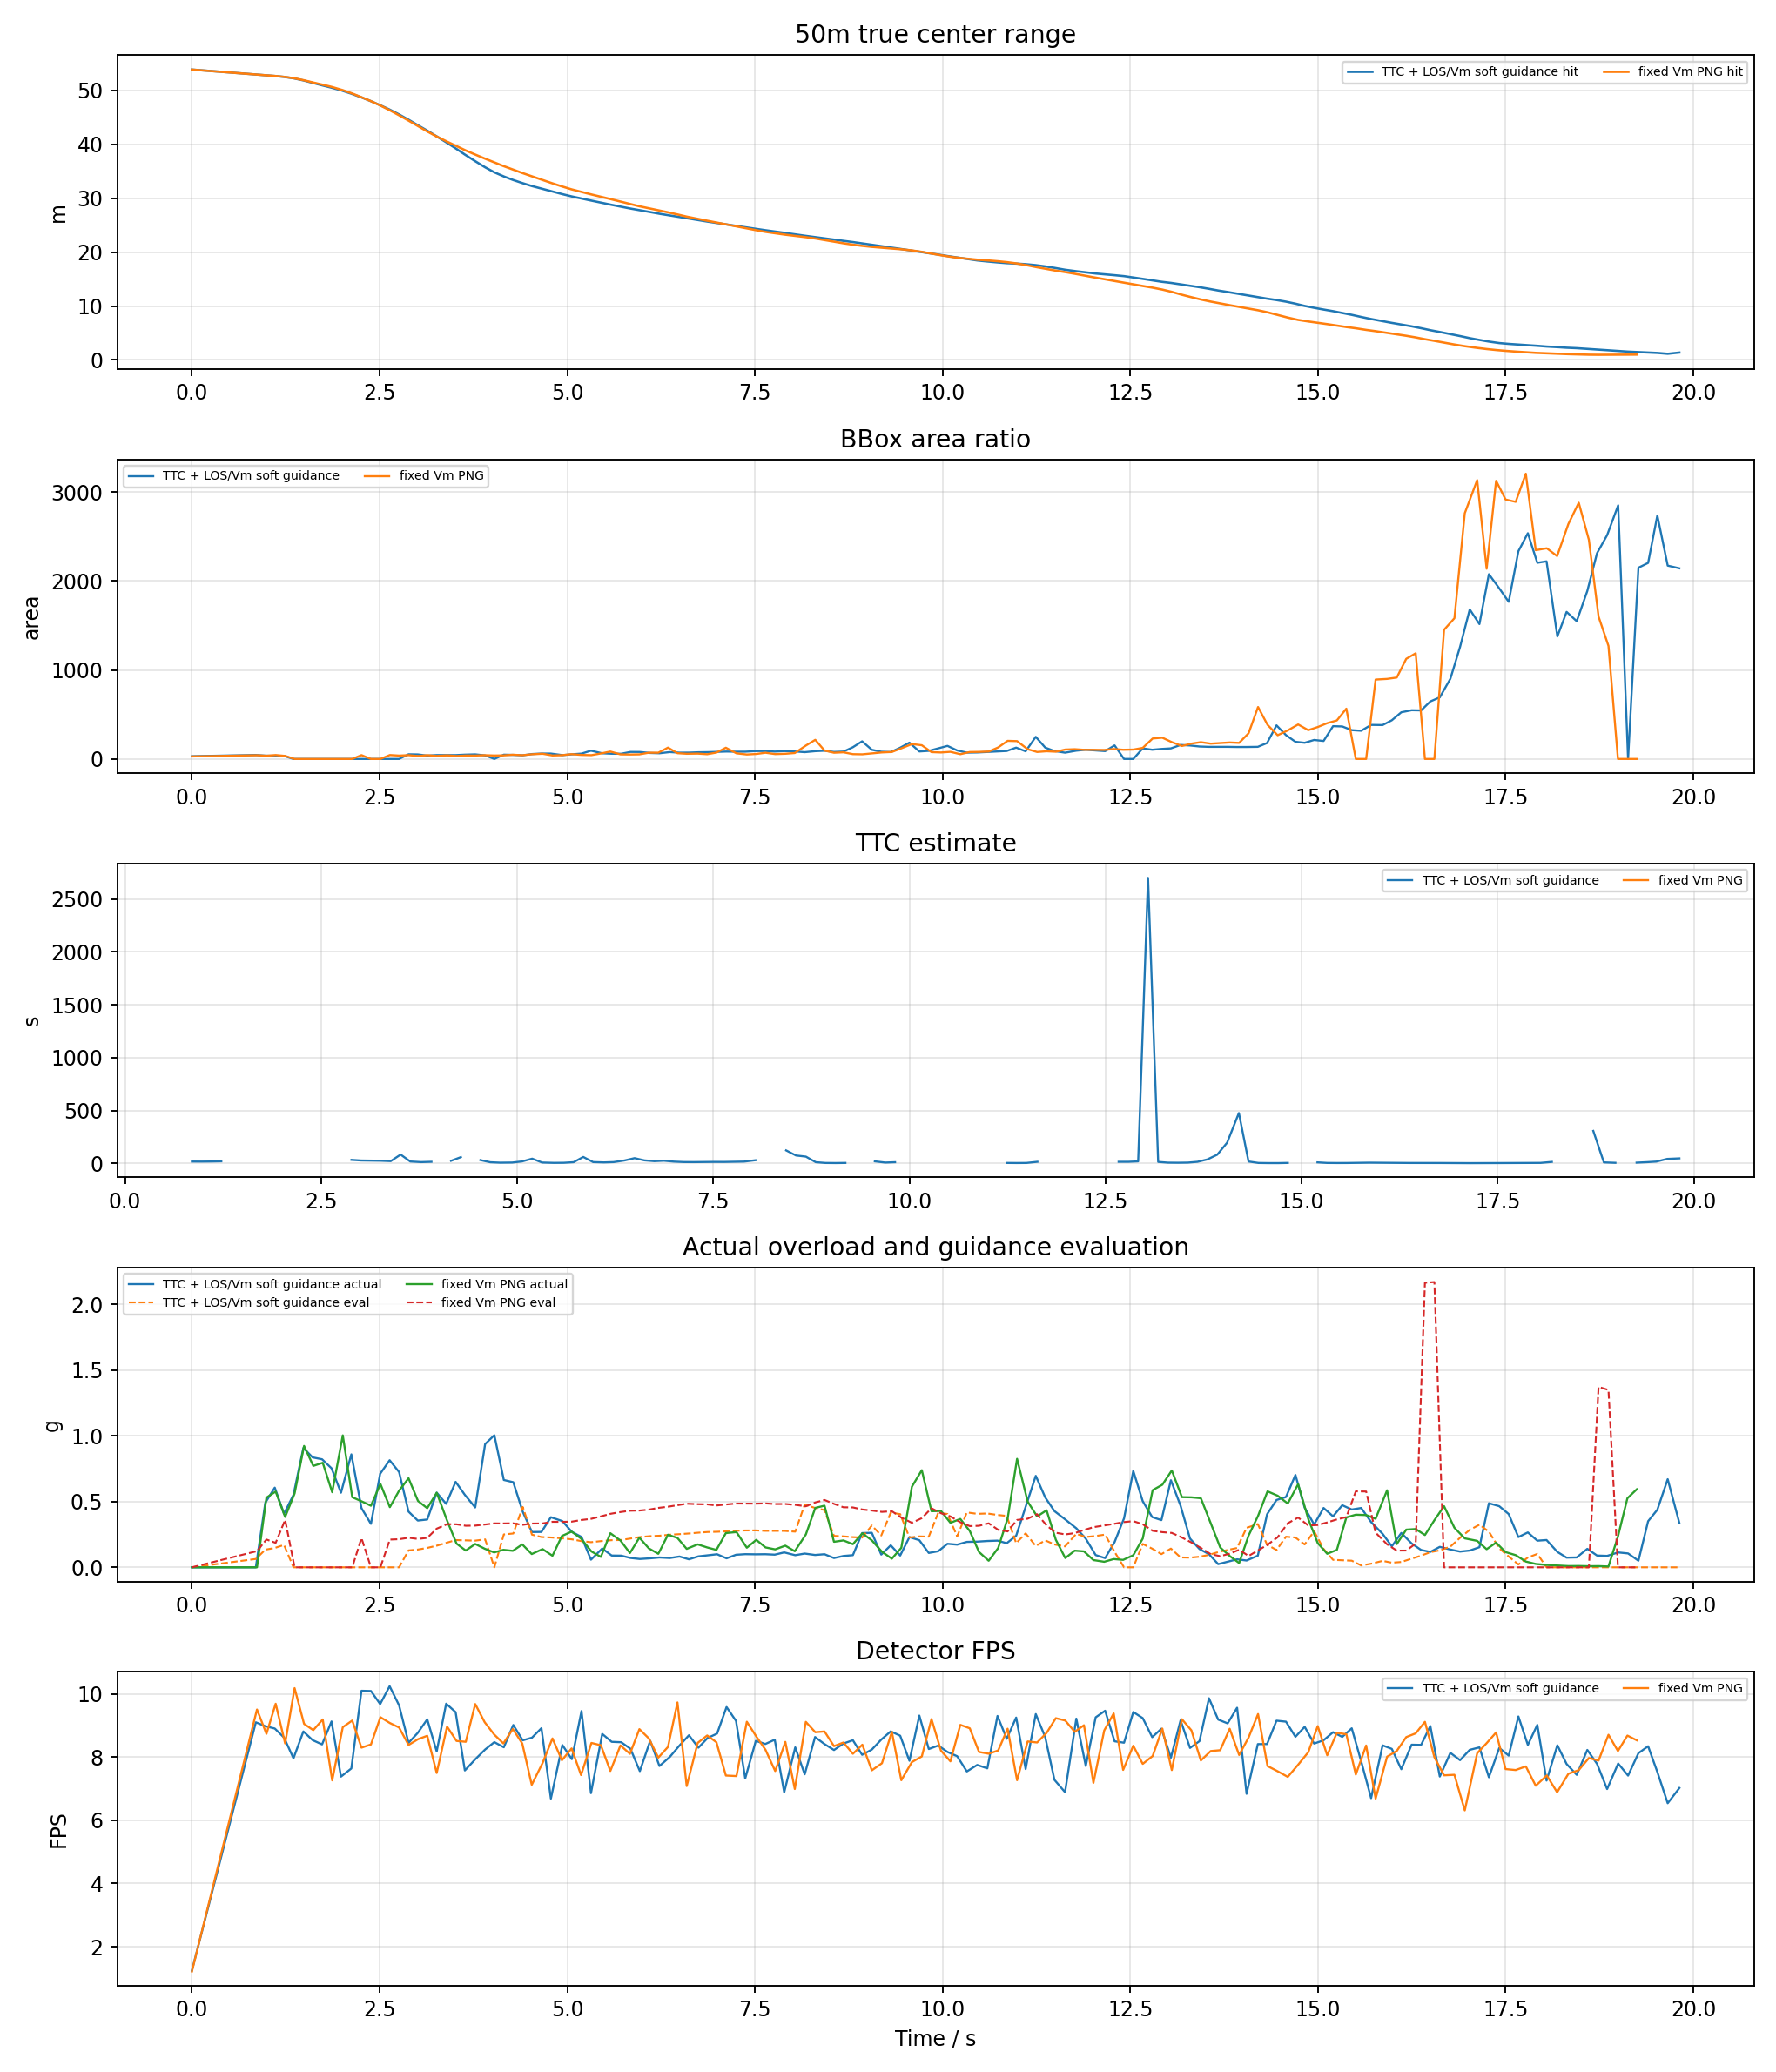 50m true center range
TTC + LOS/Vm soft guidance hit fixed Vm PNG hit
m
50
40
30
20
10
0
0.0 2.5 5.0 7.5 10.0 12.5 15.0 17.5 20.0
BBox area ratio
TTC + LOS/Vm soft guidance fixed Vm PNG
area
3000
2000
1000
0
0.0 2.5 5.0 7.5 10.0 12.5 15.0 17.5 20.0
TTC estimate
TTC + LOS/Vm soft guidance fixed Vm PNG
s
2500
2000
1500
1000
500
0
0.0 2.5 5.0 7.5 10.0 12.5 15.0 17.5 20.0
Actual overload and guidance evaluation
TTC + LOS/Vm soft guidance actual fixed Vm PNG actual
TTC + LOS/Vm soft guidance eval fixed Vm PNG eval
g
2.0
1.5
1.0
0.5
0.0
0.0 2.5 5.0 7.5 10.0 12.5 15.0 17.5 20.0
Detector FPS
TTC + LOS/Vm soft guidance fixed Vm PNG
FPS
10
8
6
4
2
0.0 2.5 5.0 7.5 10.0 12.5 15.0 17.5 20.0
Time / s